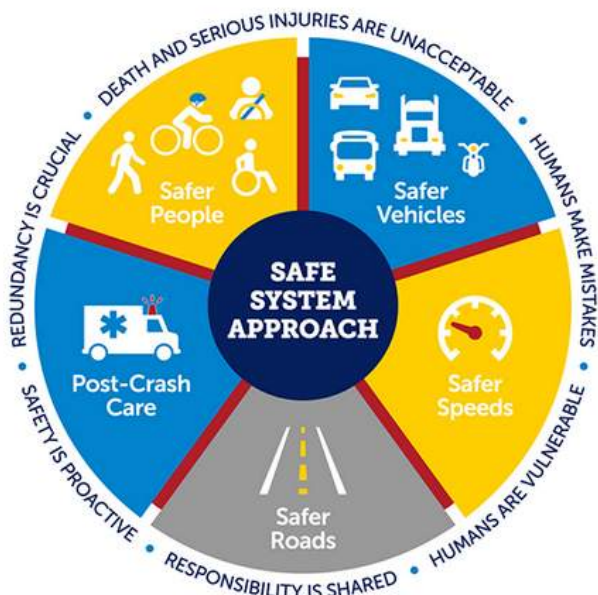 DEATH AND SERIOUS INJURIES ARE UNACCEPTABLE
HUMANS MAKE MISTAKES
HUMANS ARE VULNERABLE
RESPONSIBILITY IS SHARED
SAFETY IS PROACTIVE
REDUNDANCY IS CRUCIAL
Safer
People
Safer
Vehicles
SAFE
SYSTEM
APPROACH
Post-Crash
Care
Safer
Speeds
Safer
Roads